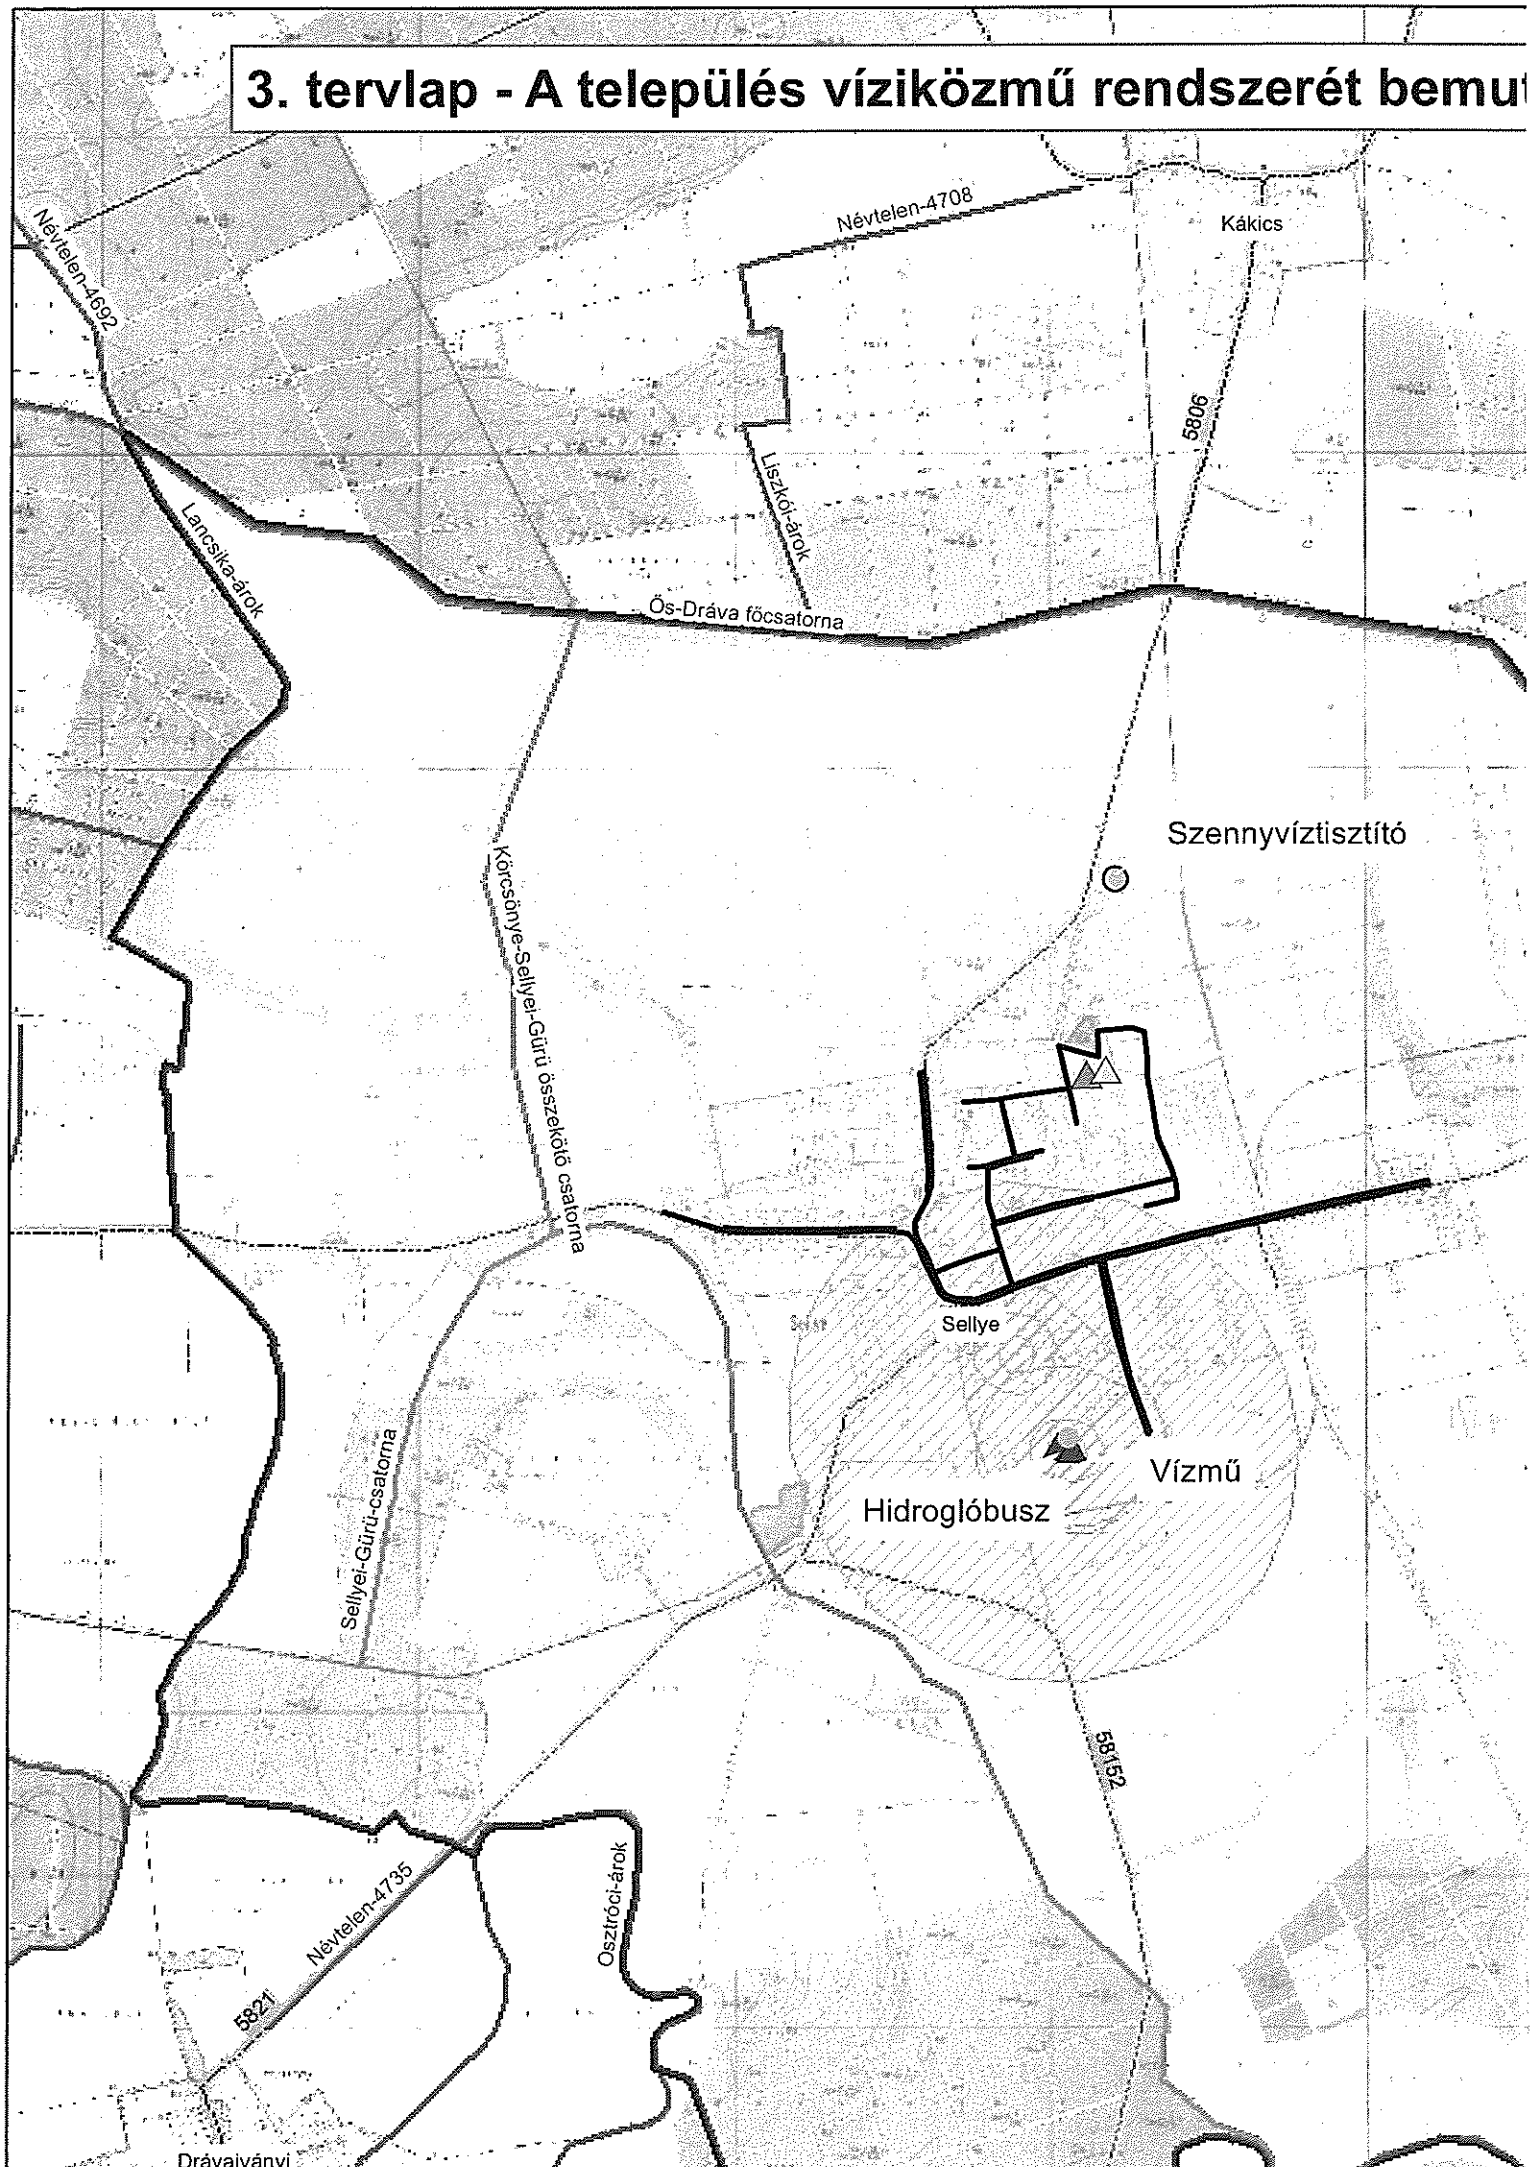 3. tervlap - A település víziközmű rendszerét bemut
Névtelen-4708
Kákics
Névtelen-4692
5806
Liszkói-árok
Lancsika-árok
Ős-Dráva főcsatorna
Szennyvíztisztító
Körcsönye-Sellyei-Gürü összekötő csatorna
Sellye
Vízmű
Hidroglóbusz
Sellyei-Gürü-csatorna
58152
Osztróci-árok
Névtelen-4735
5821
Drávaiványi